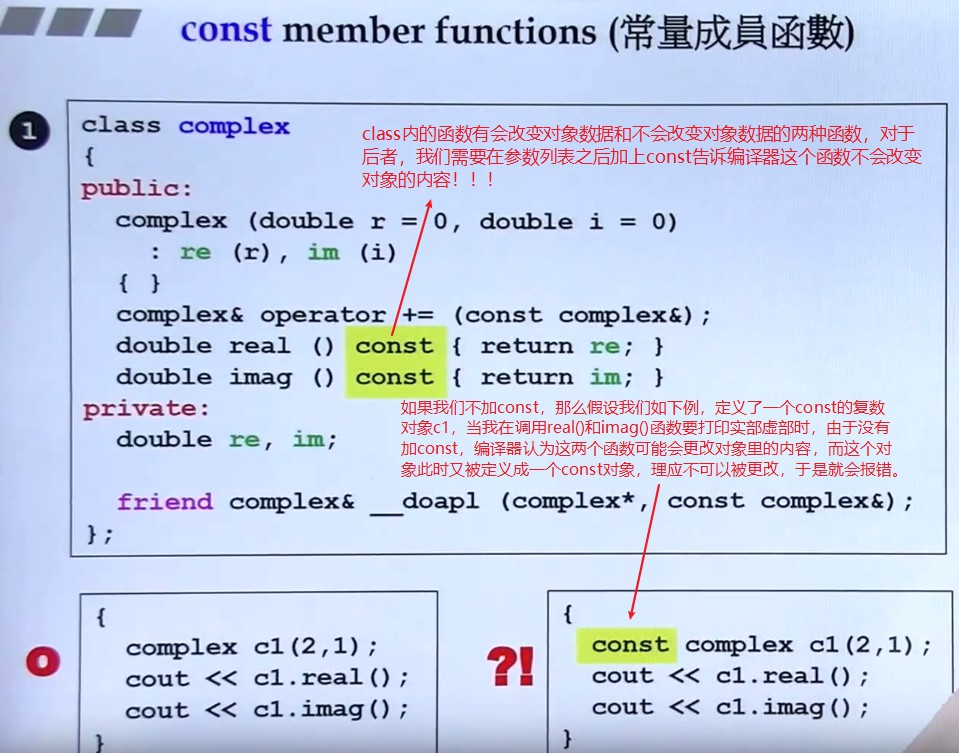 const member functions (常量成員函數)
1
class complex
{
public:
complex (double r = 0, double i = 0)
: re (r), im (i)
{ }
complex& operator += (const complex&);
double real () const { return re; }
double imag () const { return im; }
private:
double re, im;
friend complex& __doapl (complex*, const complex&);
};
class内的函数有会改变对象数据和不会改变对象数据的两种函数，对于
后者，我们需要在参数列表之后加上const告诉编译器这个函数不会改变
对象的内容！！！
如果我们不加const，那么假设我们如下例，定义了一个const的复数
对象c1，当我在调用real()和imag()函数要打印实部虚部时，由于没有
加const，编译器认为这两个函数可能会更改对象里的内容，而这个对
象此时又被定义成一个const对象，理应不可以被更改，于是就会报错。
O
{
complex c1(2,1);
cout << c1.real();
cout << c1.imag();
}
?!
{
const complex c1(2,1);
cout << c1.real();
cout << c1.imag();
}